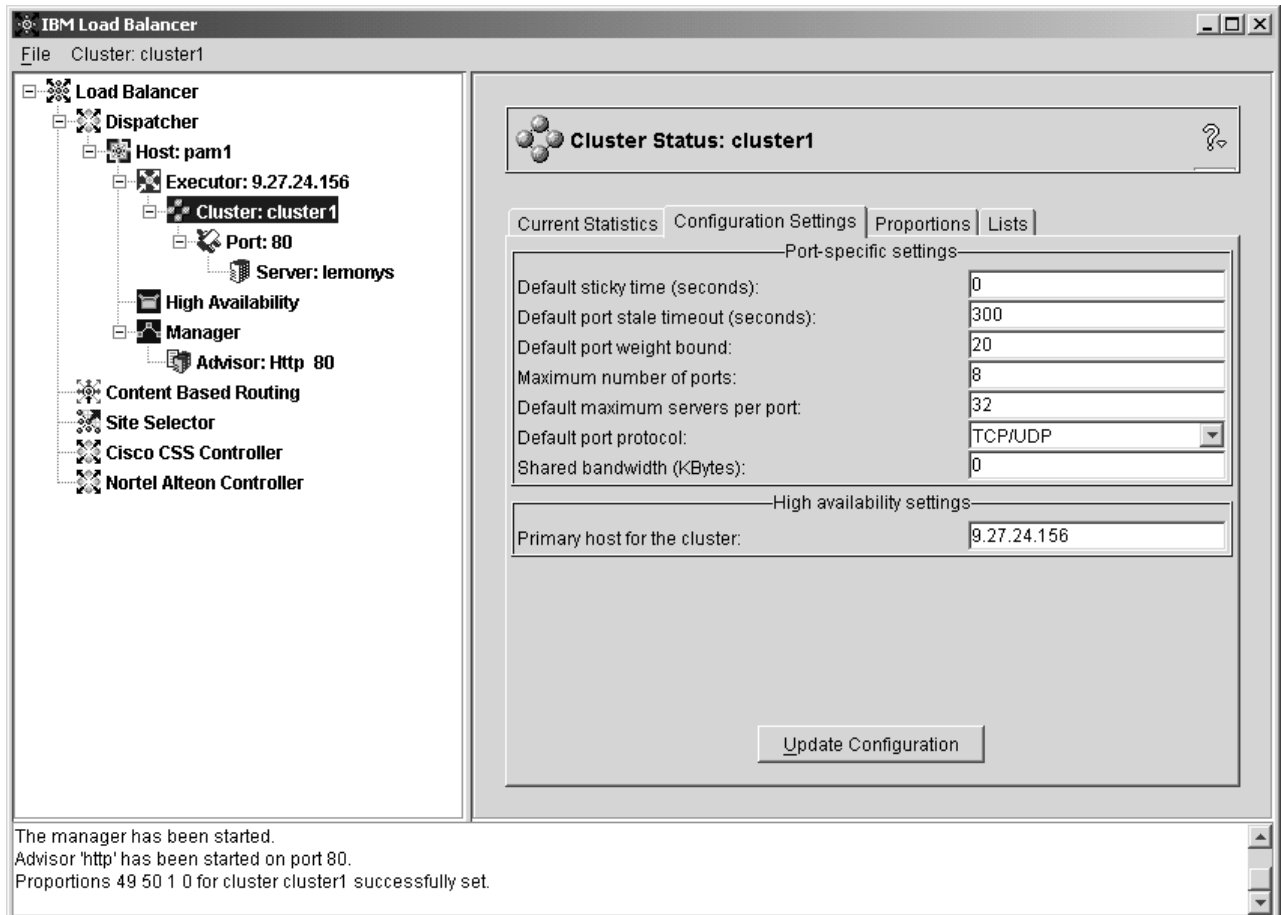 IBM Load Balancer
File Cluster: cluster1
Load Balancer
Dispatcher
Host: pam1
Executor: 9.27.24.156
Cluster: cluster1
Port: 80
Server: lemonys
High Availability
Manager
Advisor: Http 80
Content Based Routing
Site Selector
Cisco CSS Controller
Nortel Alteon Controller
Cluster Status: cluster1
?
Current Statistics Configuration Settings Proportions Lists
Port-specific settings
Default sticky time (seconds): 0
Default port stale timeout (seconds): 300
Default port weight bound: 20
Maximum number of ports: 8
Default maximum servers per port: 32
Default port protocol: TCP/UDP
Shared bandwidth (KBytes): 0
High availability settings
Primary host for the cluster: 9.27.24.156
Update Configuration
The manager has been started.
Advisor 'http' has been started on port 80.
Proportions 49 50 1 0 for cluster cluster1 successfully set.